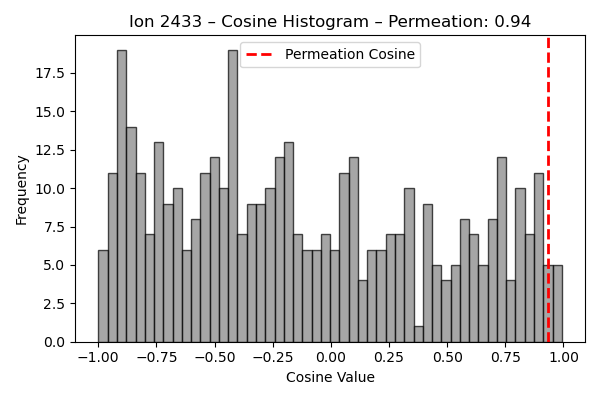 Ion 2433 – Cosine Histogram – Permeation: 0.94
Permeation Cosine
Frequency
17.5
15.0
12.5
10.0
7.5
5.0
2.5
0.0
−1.00 −0.75 −0.50 −0.25 0.00 0.25 0.50 0.75 1.00
Cosine Value